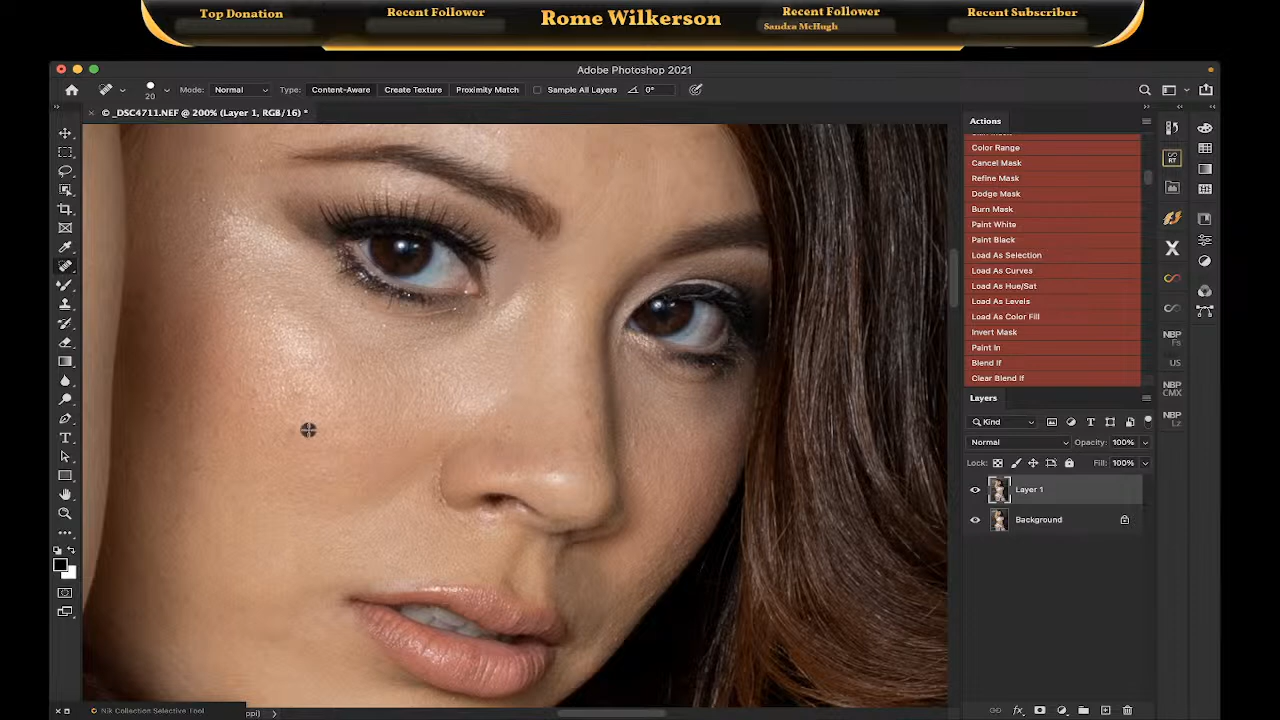 Top Donation
Recent Follower
Rome Wilkerson
Recent Follower
Sandra McHugh
Recent Subscriber
Adobe Photoshop 2021
20
Mode: Normal
Type: Content-Aware Create Texture Proximity Match
Sample All Layers
0°
© _DSC4711.NEF @ 200% (Layer 1, RGB/16) *
Actions
Color Range
Cancel Mask
Refine Mask
Dodge Mask
Burn Mask
Paint White
Paint Black
Load As Selection
Load As Curves
Load As Hue/Sat
Load As Levels
Load As Color Fill
Invert Mask
Paint In
Blend If
Clear Blend If
RT
X
NBP
Fs
US
NBP
CMX
NBP
Lz
Layers
Kind
Normal
Opacity: 100%
Lock:
Fill: 100%
Layer 1
Background
fx
Nik Collection Selective Tool
ppi)